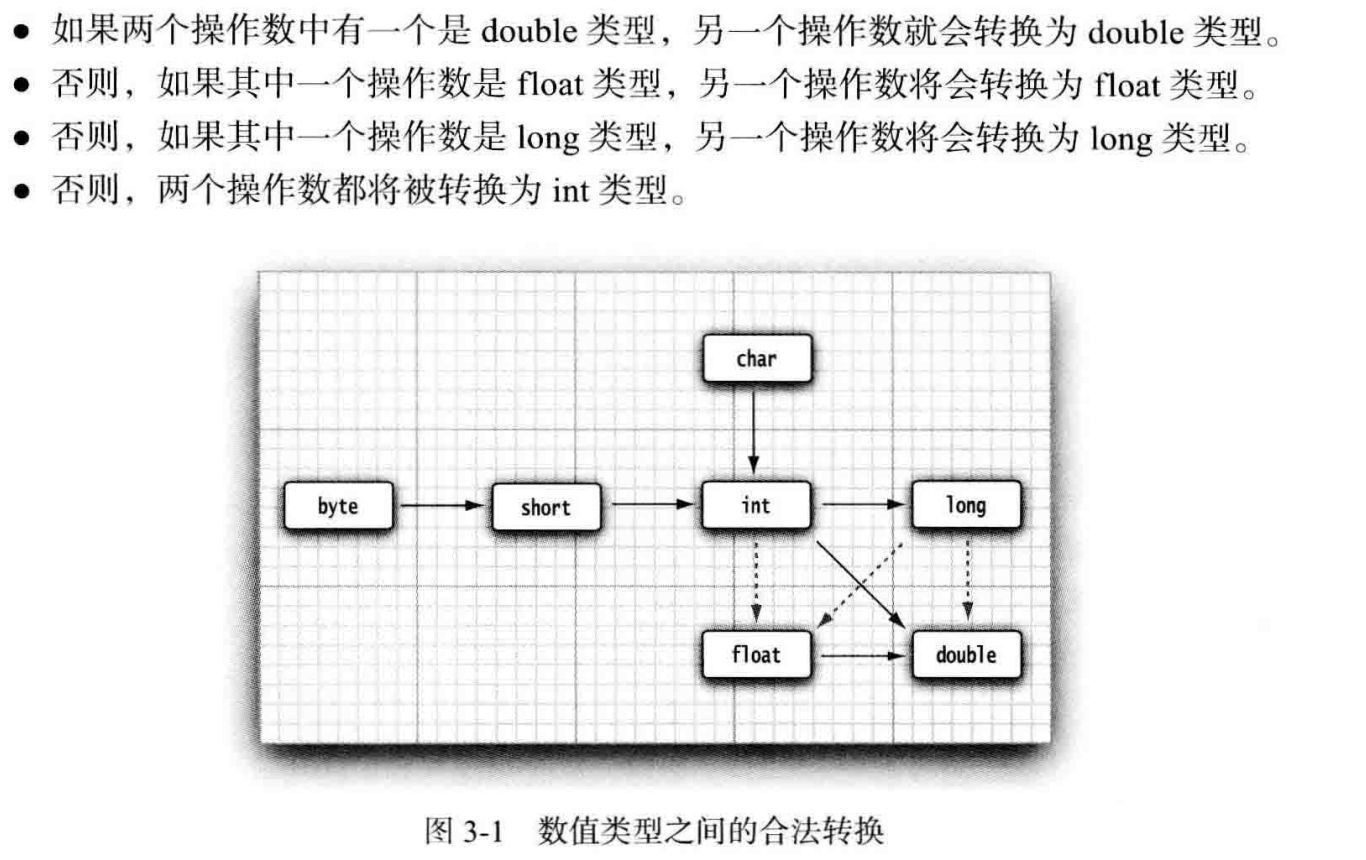 ● 如果两个操作数中有一个是 double 类型，另一个操作数就会转换为 double 类型。
● 否则，如果其中一个操作数是 float 类型，另一个操作数将会转换为 float 类型。
● 否则，如果其中一个操作数是 long 类型，另一个操作数将会转换为 long 类型。
● 否则，两个操作数都将被转换为 int 类型。
char
byte short int long
float double
图 3-1 数值类型之间的合法转换